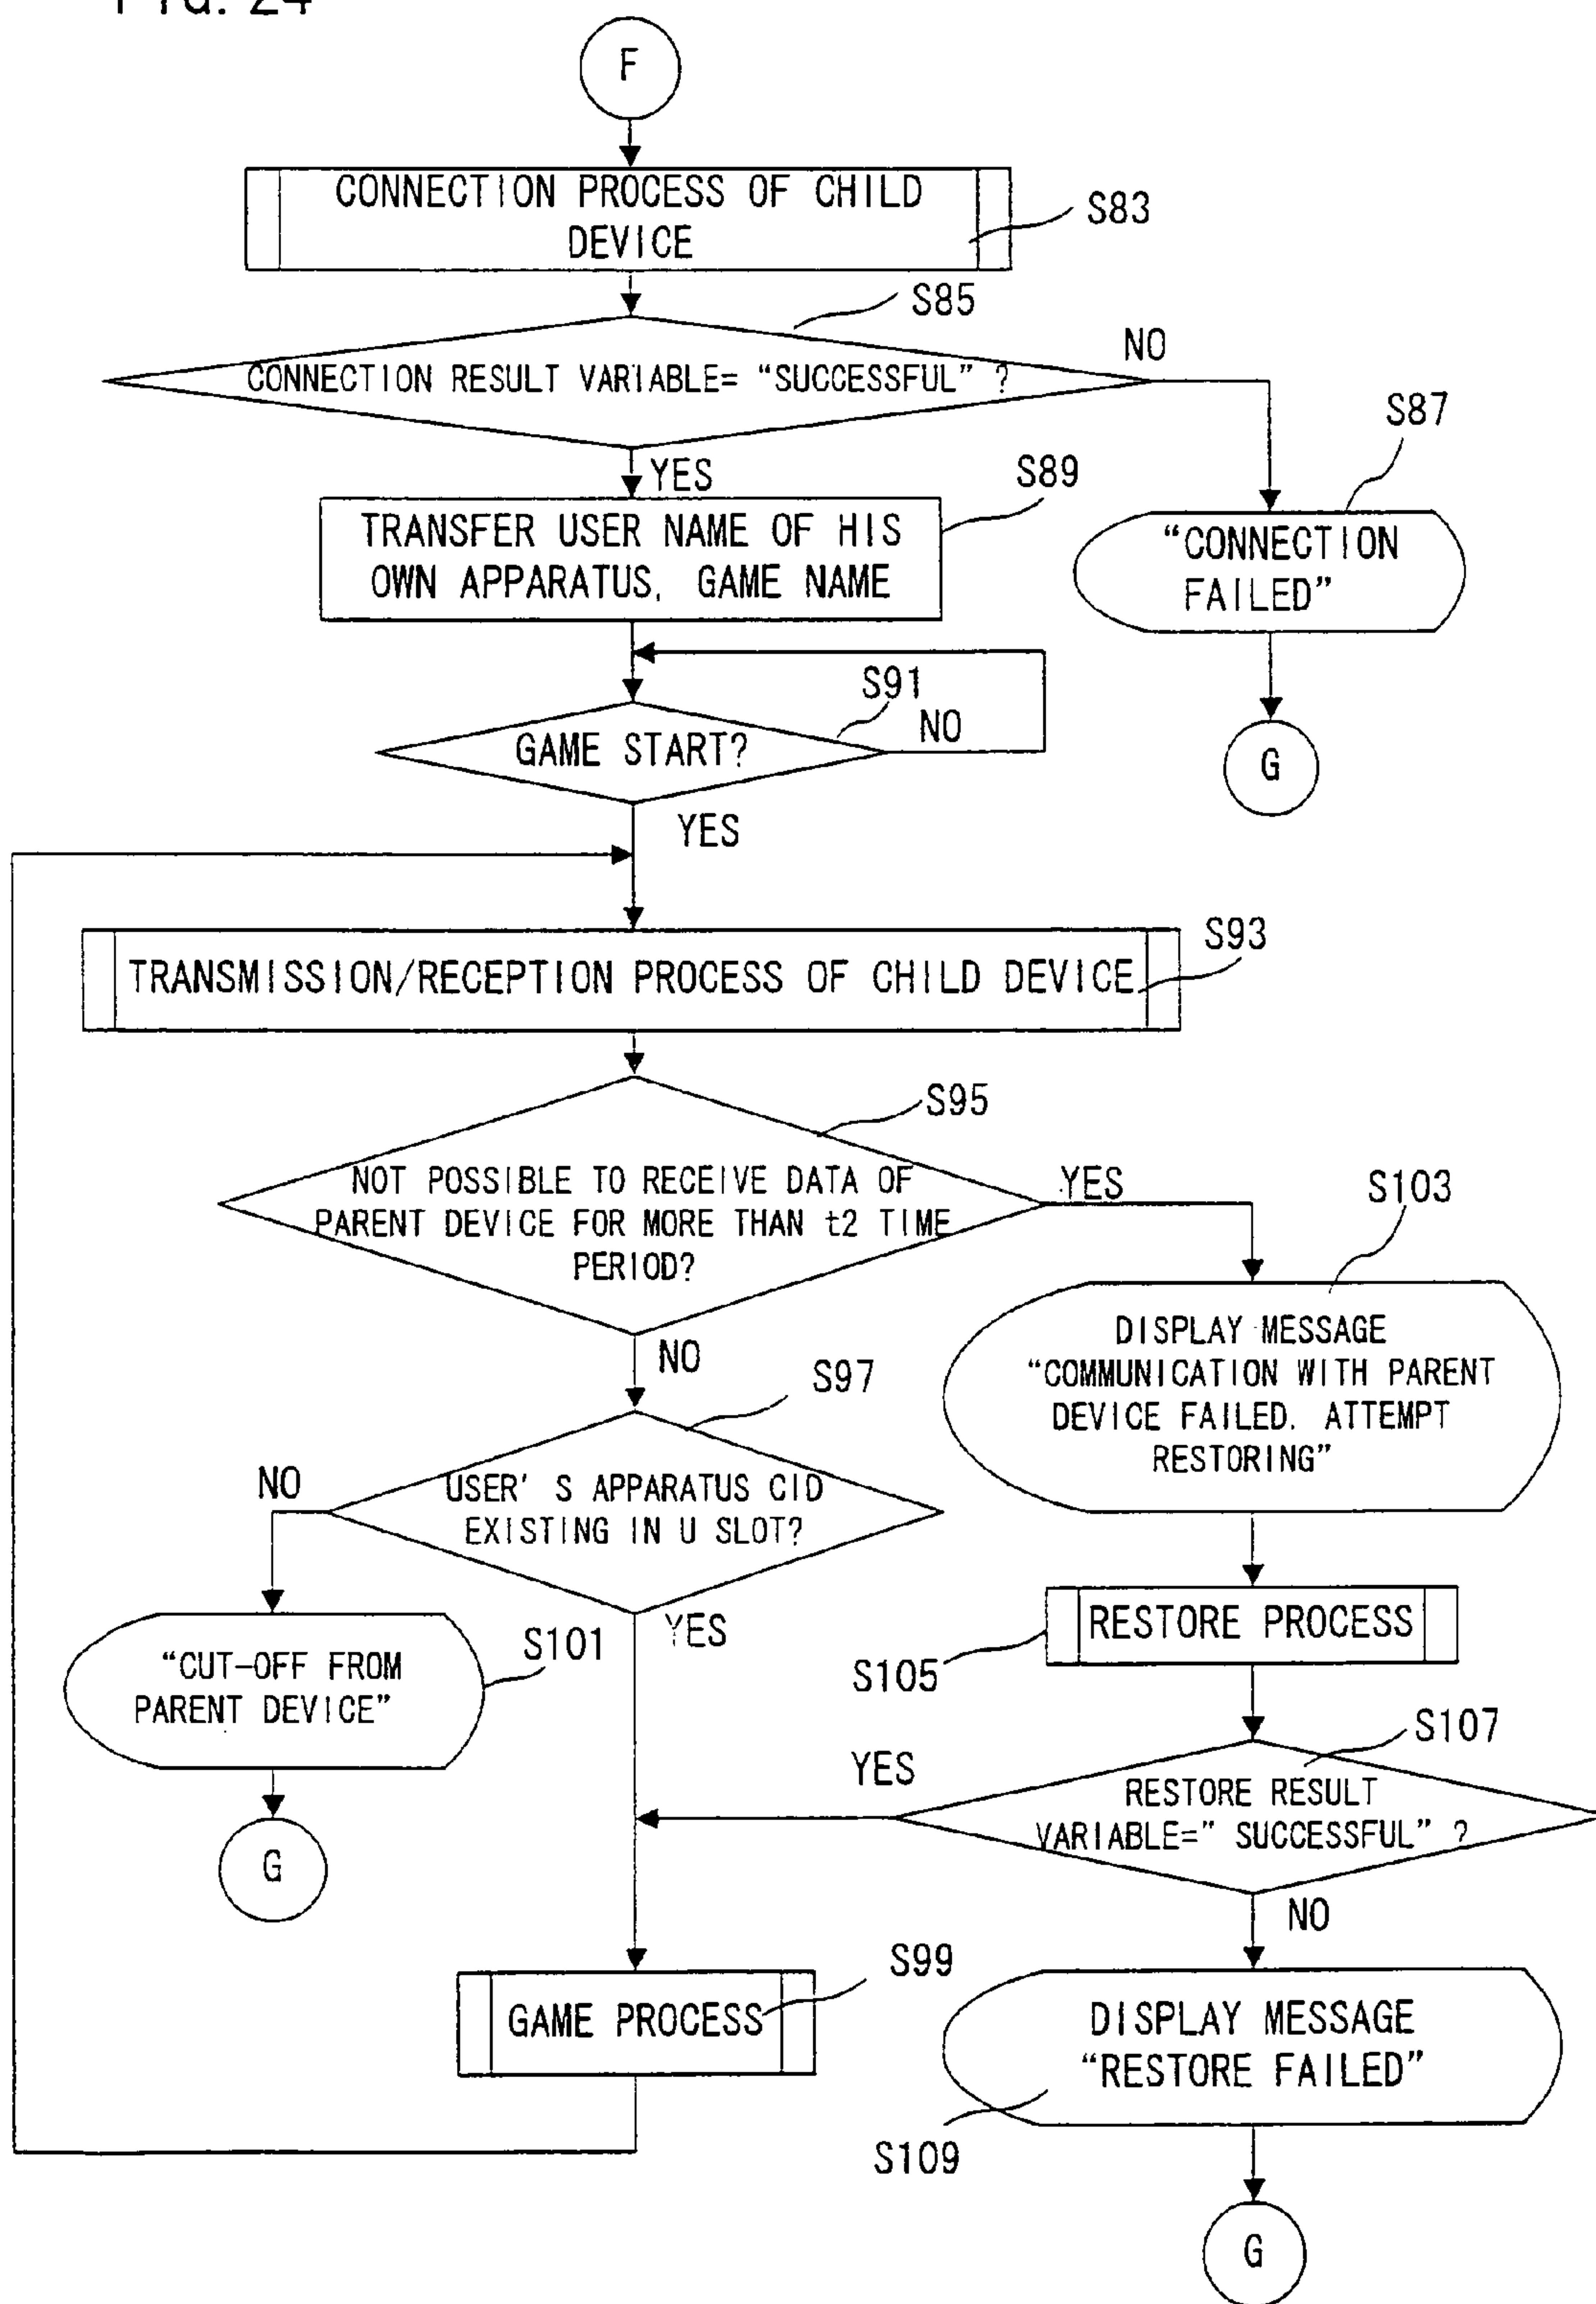 FIG. 24
F
CONNECTION PROCESS OF CHILD
DEVICE
S83
S85
CONNECTION RESULT VARIABLE= “SUCCESSFUL” ?
NO
S87
YES
S89
TRANSFER USER NAME OF HIS
OWN APPARATUS, GAME NAME
“CONNECTION
FAILED”
S91
NO
GAME START?
G
YES
S93
TRANSMISSION/RECEPTION PROCESS OF CHILD DEVICE
S95
NOT POSSIBLE TO RECEIVE DATA OF
PARENT DEVICE FOR MORE THAN t2 TIME
PERIOD?
YES
S103
NO
DISPLAY MESSAGE
“COMMUNICATION WITH PARENT
DEVICE FAILED. ATTEMPT
RESTORING”
S97
NO
USER' S APPARATUS CID
EXISTING IN U SLOT?
YES
“CUT-OFF FROM
PARENT DEVICE”
S101
RESTORE PROCESS
S105
S107
YES
RESTORE RESULT
VARIABLE=” SUCCESSFUL” ?
G
NO
S99
GAME PROCESS
DISPLAY MESSAGE
“RESTORE FAILED”
S109
G